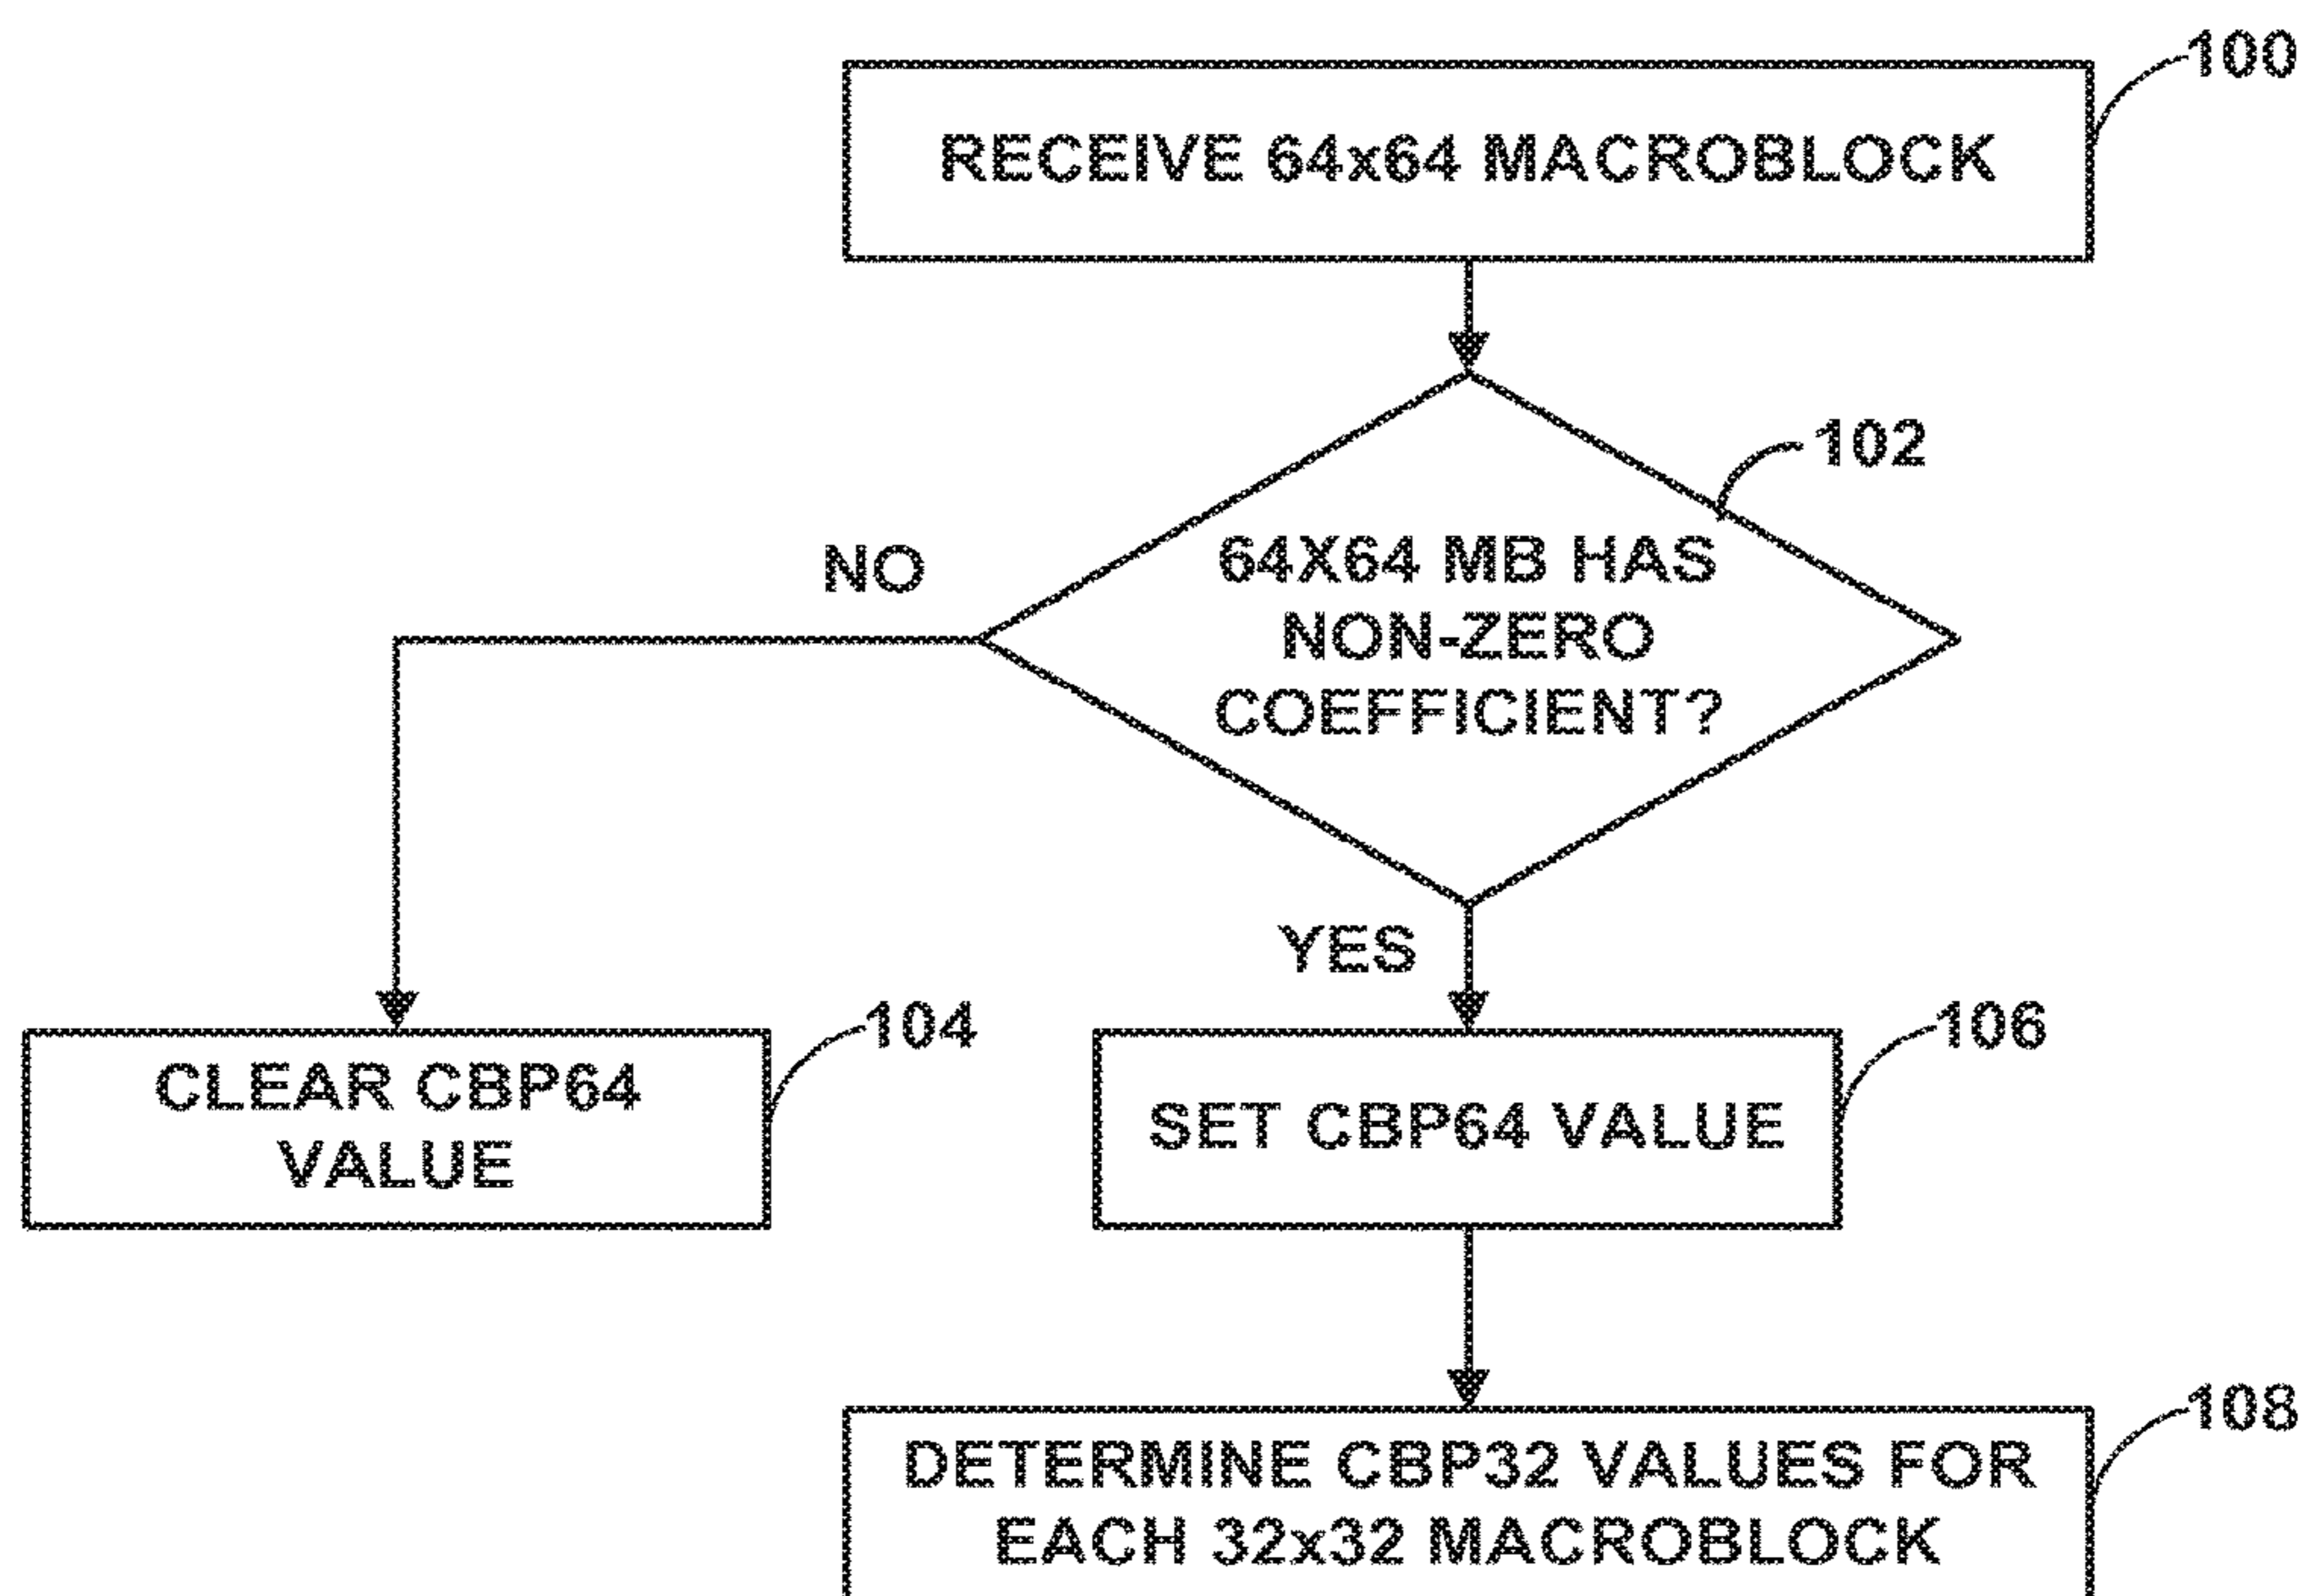 100
RECEIVE 64x64 MACROBLOCK
102
64X64 MB HAS
NON-ZERO
COEFFICIENT?
NO
YES
104
CLEAR CBP64
VALUE
106
SET CBP64 VALUE
108
DETERMINE CBP32 VALUES FOR
EACH 32x32 MACROBLOCK